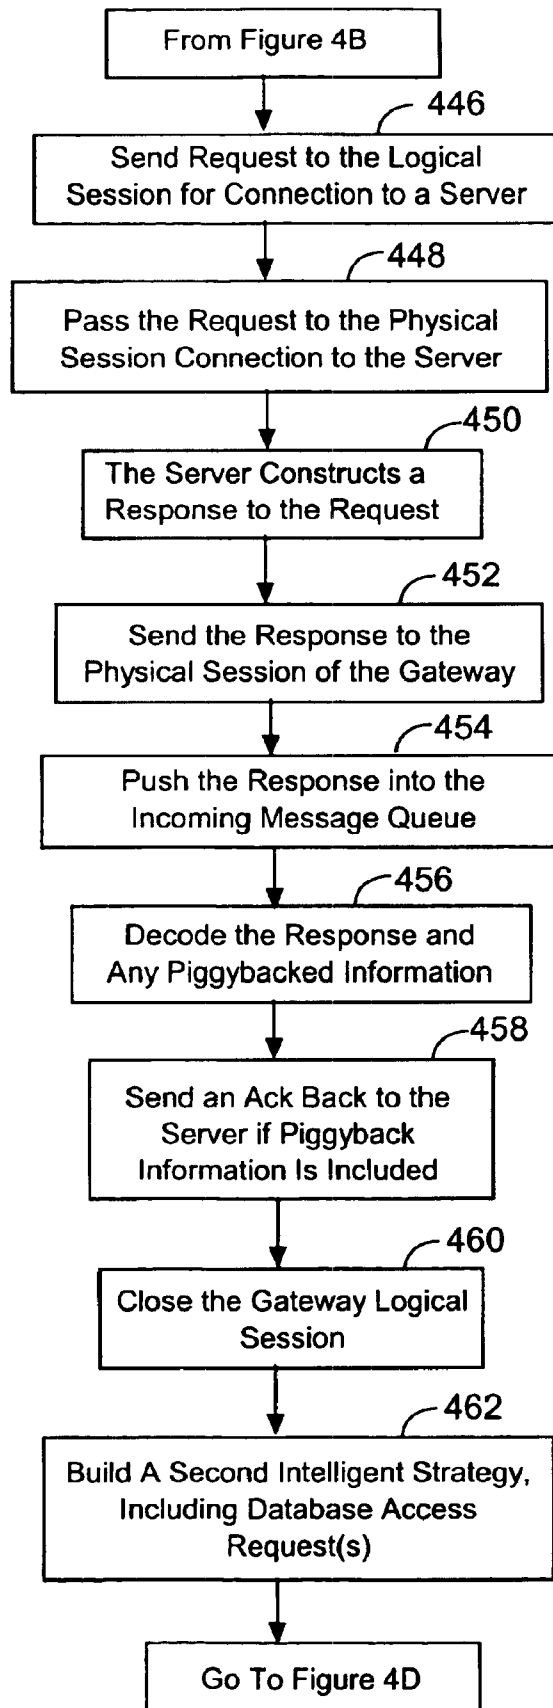 From Figure 4B
446
Send Request to the Logical
Session for Connection to a Server
448
Pass the Request to the Physical
Session Connection to the Server
450
The Server Constructs a
Response to the Request
452
Send the Response to the
Physical Session of the Gateway
454
Push the Response into the
Incoming Message Queue
456
Decode the Response and
Any Piggybacked Information
458
Send an Ack Back to the
Server if Piggyback
Information Is Included
460
Close the Gateway Logical
Session
462
Build A Second Intelligent Strategy,
Including Database Access
Request(s)
Go To Figure 4D